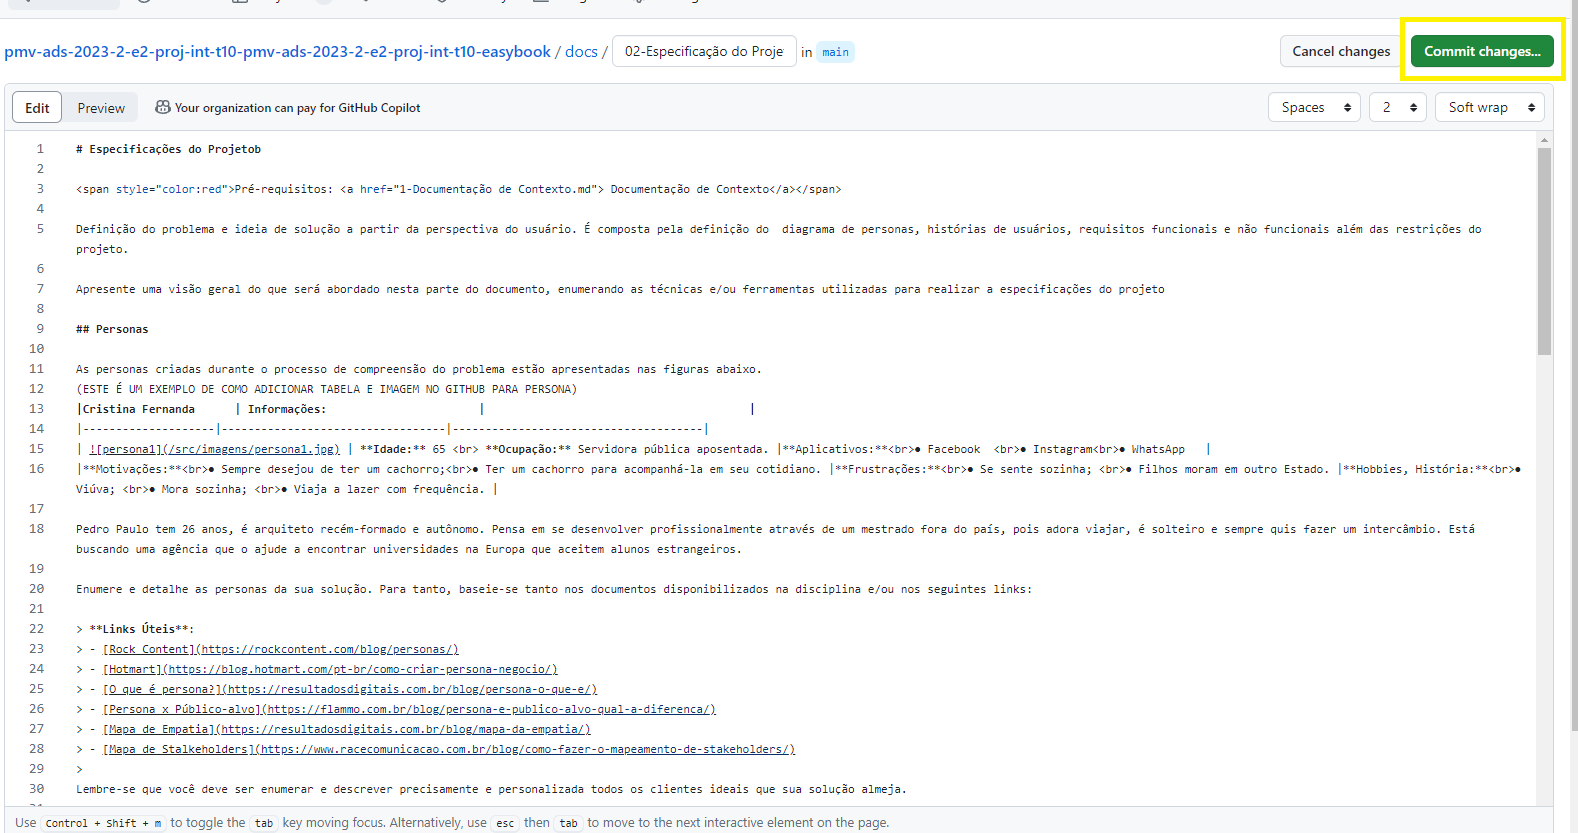 pmv-ads-2023-2-e2-proj-int-t10-pmv-ads-2023-2-e2-proj-int-t10-easybook / docs / 02-Especificação do Proje in main Cancel changes Commit changes...
Edit Preview Your organization can pay for GitHub Copilot Spaces 2 Soft wrap
1 # Especificações do Projetob
2
3 <span style="color:red">Pré-requisitos: <a href="1-Documentação de Contexto.md"> Documentação de Contexto</a></span>
4
5 Definição do problema e ideia de solução a partir da perspectiva do usuário. É composta pela definição do  diagrama de personas, histórias de usuários, requisitos funcionais e não funcionais além das restrições do
projeto.
6
7 Apresente uma visão geral do que será abordado nesta parte do documento, enumerando as técnicas e/ou ferramentas utilizadas para realizar a especificações do projeto
8
9 ## Personas
10
11 As personas criadas durante o processo de compreensão do problema estão apresentadas nas figuras abaixo.
12 (ESTE É UM EXEMPLO DE COMO ADICIONAR TABELA E IMAGEM NO GITHUB PARA PERSONA)
13 |Cristina Fernanda      | Informações:                       |                                        |
14 |--------------------|----------------------------------|--------------------------------------|
15 | ![persona1](/src/imagens/persona1.jpg) | **Idade:** 65 <br> **Ocupação:** Servidora pública aposentada. |**Aplicativos:**<br>● Facebook  <br>● Instagram<br>● WhatsApp   |
16 |**Motivações:**<br>● Sempre desejou de ter um cachorro;<br>● Ter um cachorro para acompanhá-la em seu cotidiano. |**Frustrações:**<br>● Se sente sozinha; <br>● Filhos moram em outro Estado. |**Hobbies, História:**<br>●
Viúva; <br>● Mora sozinha; <br>● Viaja a lazer com frequência. |
17
18 Pedro Paulo tem 26 anos, é arquiteto recém-formado e autônomo. Pensa em se desenvolver profissionalmente através de um mestrado fora do país, pois adora viajar, é solteiro e sempre quis fazer um intercâmbio. Está
buscando uma agência que o ajude a encontrar universidades na Europa que aceitem alunos estrangeiros.
19
20 Enumere e detalhe as personas da sua solução. Para tanto, baseie-se tanto nos documentos disponibilizados na disciplina e/ou nos seguintes links:
21
22 > **Links Úteis**:
23 > - [Rock Content](https://rockcontent.com/blog/personas/)
24 > - [Hotmart](https://blog.hotmart.com/pt-br/como-criar-persona-negocio/)
25 > - [O que é persona?](https://resultadosdigitais.com.br/blog/persona-o-que-e/)
26 > - [Persona x Público-alvo](https://flammo.com.br/blog/persona-e-publico-alvo-qual-a-diferenca/)
27 > - [Mapa de Empatia](https://resultadosdigitais.com.br/blog/mapa-da-empatia/)
28 > - [Mapa de Stalkeholders](https://www.racecomunicacao.com.br/blog/como-fazer-o-mapeamento-de-stakeholders/)
29 >
30 Lembre-se que você deve ser enumerar e descrever precisamente e personalizada todos os clientes ideais que sua solução almeja.
Use Control + Shift + m to toggle the tab key moving focus. Alternatively, use esc then tab to move to the next interactive element on the page.